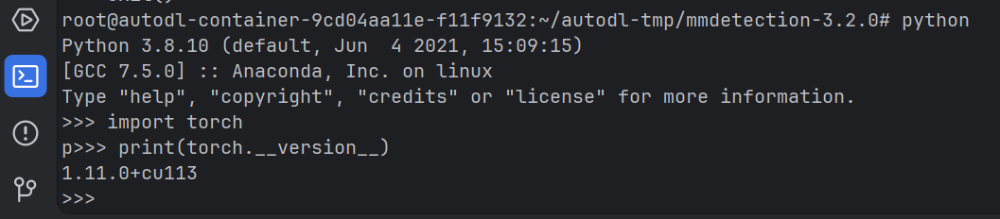 root@autodl-container-9cd04aa11e-f11f9132:~/autodl-tmp/mmdetection-3.2.0# python
Python 3.8.10 (default, Jun  4 2021, 15:09:15)
[GCC 7.5.0] :: Anaconda, Inc. on linux
Type "help", "copyright", "credits" or "license" for more information.
>>> import torch
p>>> print(torch.__version__)
1.11.0+cu113
>>>